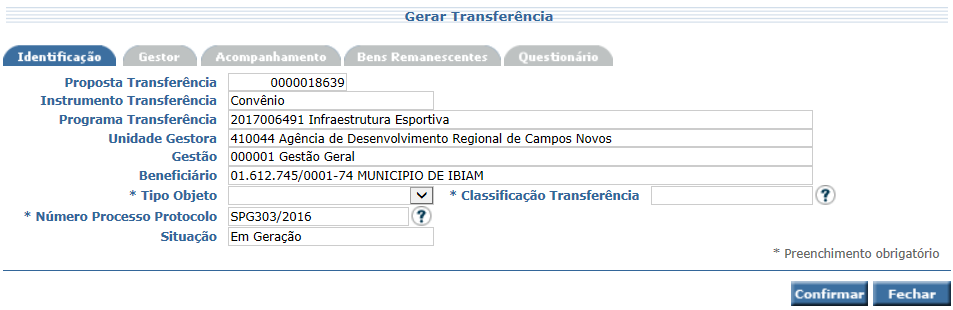 Gerar Transferência
Identificação Gestor Acompanhamento Bens Remanescentes Questionário
Proposta Transferência 0000018639
Instrumento Transferência Convênio
Programa Transferência 2017006491 Infraestrutura Esportiva
Unidade Gestora 410044 Agência de Desenvolvimento Regional de Campos Novos
Gestão 000001 Gestão Geral
Beneficiário 01.612.745/0001-74 MUNICIPIO DE IBIAM
* Tipo Objeto * Classificação Transferência ?
* Número Processo Protocolo SPG303/2016 ?
Situação Em Geração
* Preenchimento obrigatório
Confirmar Fechar